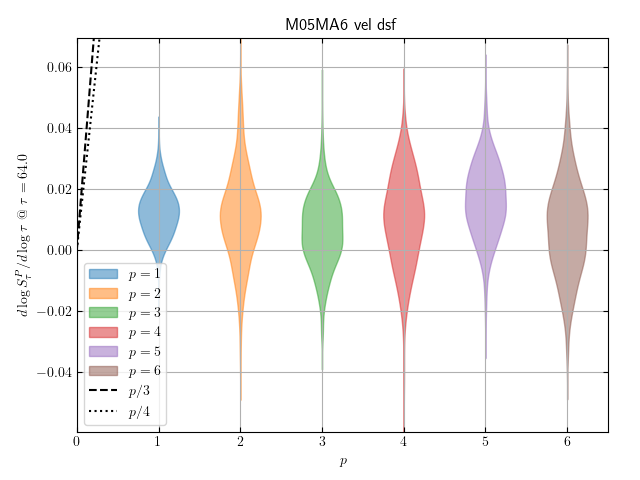 M05MA6 vel dsf
d log S_τ^P / d log τ @ τ = 64.0
0.06
0.04
0.02
0.00
−0.02
−0.04
p = 1
p = 2
p = 3
p = 4
p = 5
p = 6
p/3
p/4
0 1 2 3 4 5 6
p